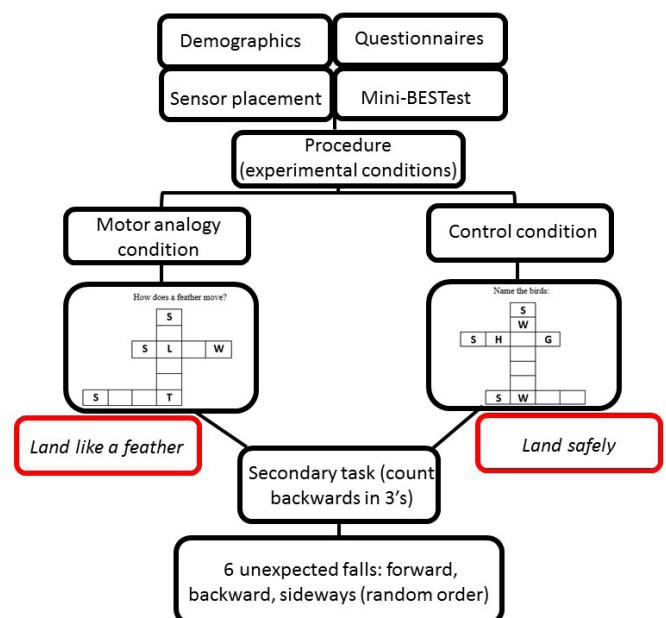 Demographics
Questionnaires
Sensor placement
Mini-BESTest
Procedure
(experimental conditions)
Motor analogy
condition
Control condition
How does a feather move?
S
S L W
S T
Name the birds:
S
W
S H G
S W
Land like a feather
Land safely
Secondary task (count
backwards in 3’s)
6 unexpected falls: forward,
backward, sideways (random order)